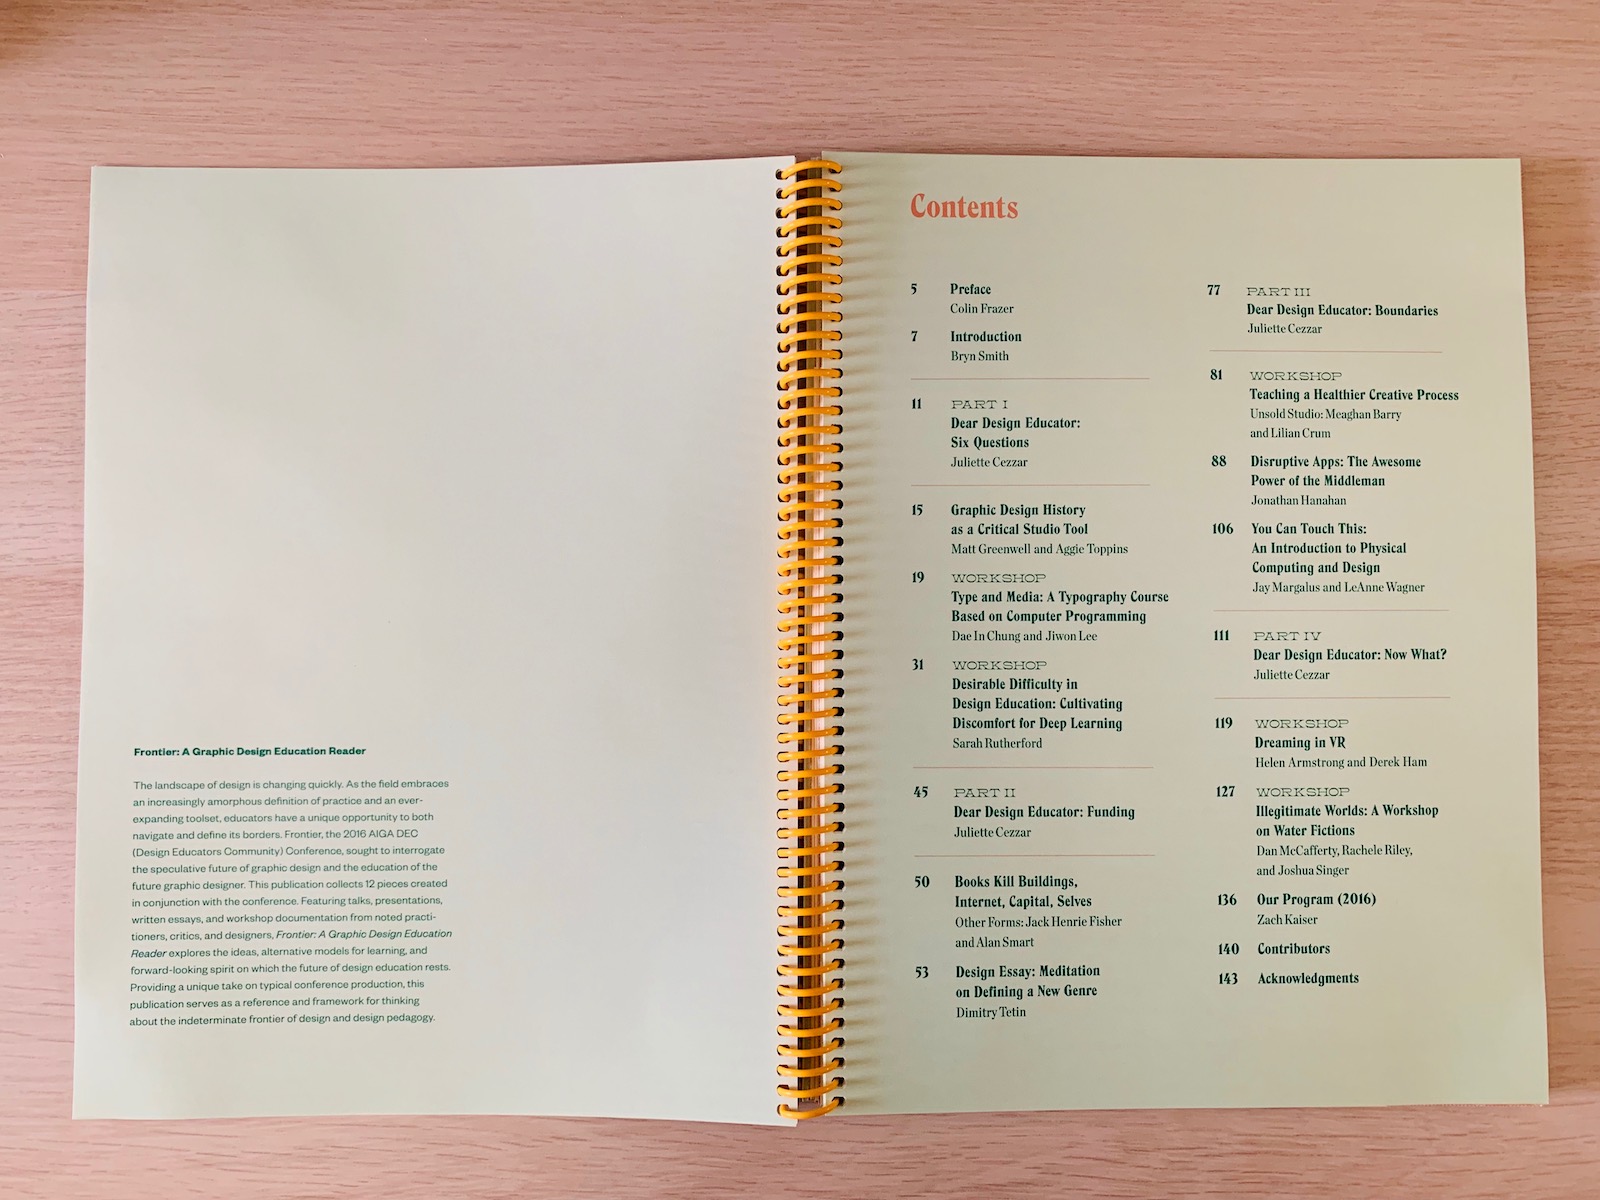 Frontier: A Graphic Design Education Reader
The landscape of design is changing quickly. As the field embraces
an increasingly amorphous definition of practice and an ever-
expanding toolset, educators have a unique opportunity to both
navigate and define its borders. Frontier, the 2016 AIGA DEC
(Design Educators Community) Conference, sought to interrogate
the speculative future of graphic design and the education of the
future graphic designer. This publication collects 12 pieces created
in conjunction with the conference. Featuring talks, presentations,
written essays, and workshop documentation from noted practi-
tioners, critics, and designers, Frontier: A Graphic Design Education
Reader explores the ideas, alternative models for learning, and
forward-looking spirit on which the future of design education rests.
Providing a unique take on typical conference production, this
publication serves as a reference and framework for thinking
about the indeterminate frontier of design and design pedagogy.
Contents
5 Preface
Colin Frazer
7 Introduction
Bryn Smith
11 PART I
Dear Design Educator:
Six Questions
Juliette Cezzar
15 Graphic Design History
as a Critical Studio Tool
Matt Greenwell and Aggie Toppins
19 WORKSHOP
Type and Media: A Typography Course
Based on Computer Programming
Dae In Chung and Jiwon Lee
31 WORKSHOP
Desirable Difficulty in
Design Education: Cultivating
Discomfort for Deep Learning
Sarah Rutherford
45 PART II
Dear Design Educator: Funding
Juliette Cezzar
50 Books Kill Buildings,
Internet, Capital, Selves
Other Forms: Jack Henrie Fisher
and Alan Smart
53 Design Essay: Meditation
on Defining a New Genre
Dimitry Tetin
77 PART III
Dear Design Educator: Boundaries
Juliette Cezzar
81 WORKSHOP
Teaching a Healthier Creative Process
Unsold Studio: Meaghan Barry
and Lilian Crum
88 Disruptive Apps: The Awesome
Power of the Middleman
Jonathan Hanahan
106 You Can Touch This:
An Introduction to Physical
Computing and Design
Jay Margalus and LeAnne Wagner
111 PART IV
Dear Design Educator: Now What?
Juliette Cezzar
119 WORKSHOP
Dreaming in VR
Helen Armstrong and Derek Ham
127 WORKSHOP
Illegitimate Worlds: A Workshop
on Water Fictions
Dan McCafferty, Rachele Riley,
and Joshua Singer
136 Our Program (2016)
Zach Kaiser
140 Contributors
143 Acknowledgments